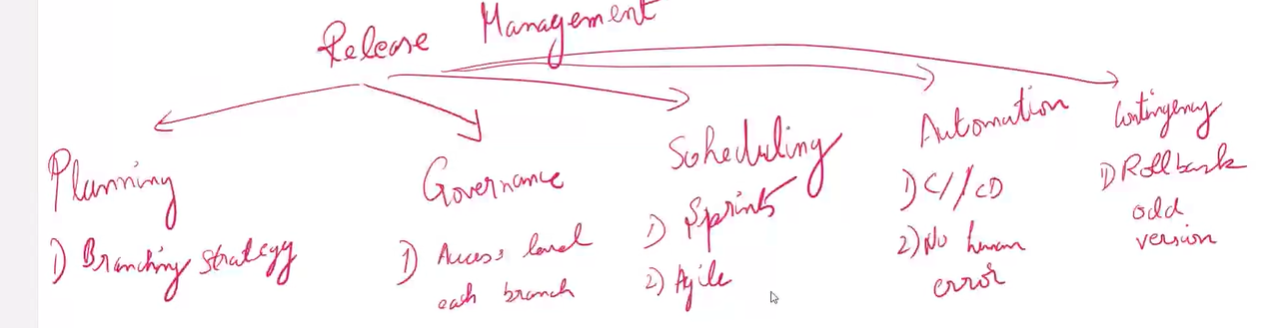 Release Management
Planning
1) Branching strategy
Governance
1) Access level
each branch
Scheduling
1) Sprints
2) Agile
Automation
1) CI/CD
2) No human
error
Contingency
1) Rollback
old
version